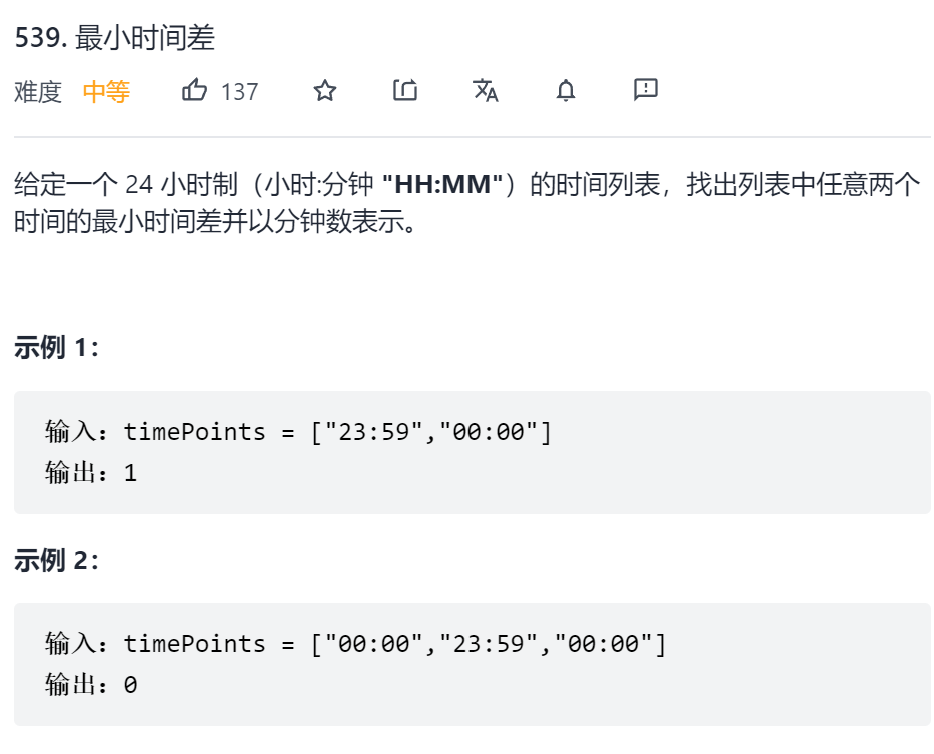 539. 最小时间差
难度 中等 137
给定一个 24 小时制（小时:分钟 "HH:MM"）的时间列表，找出列表中任意两个
时间的最小时间差并以分钟数表示。
示例 1：
输入：timePoints = ["23:59","00:00"]
输出：1
示例 2：
输入：timePoints = ["00:00","23:59","00:00"]
输出：0